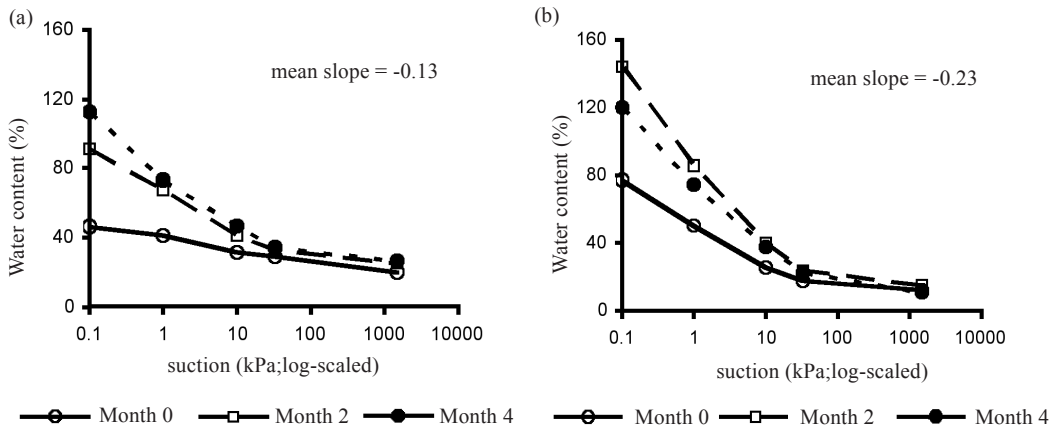 (a)
160
120
80
40
0
Water content (%)
mean slope = -0.13
0.1 1 10 100 1000 10000
suction (kPa;log-scaled)
Month 0 Month 2 Month 4
(b)
160
120
80
40
0
Water content (%)
mean slope = -0.23
0.1 1 10 100 1000 10000
suction (kPa;log-scaled)
Month 0 Month 2 Month 4